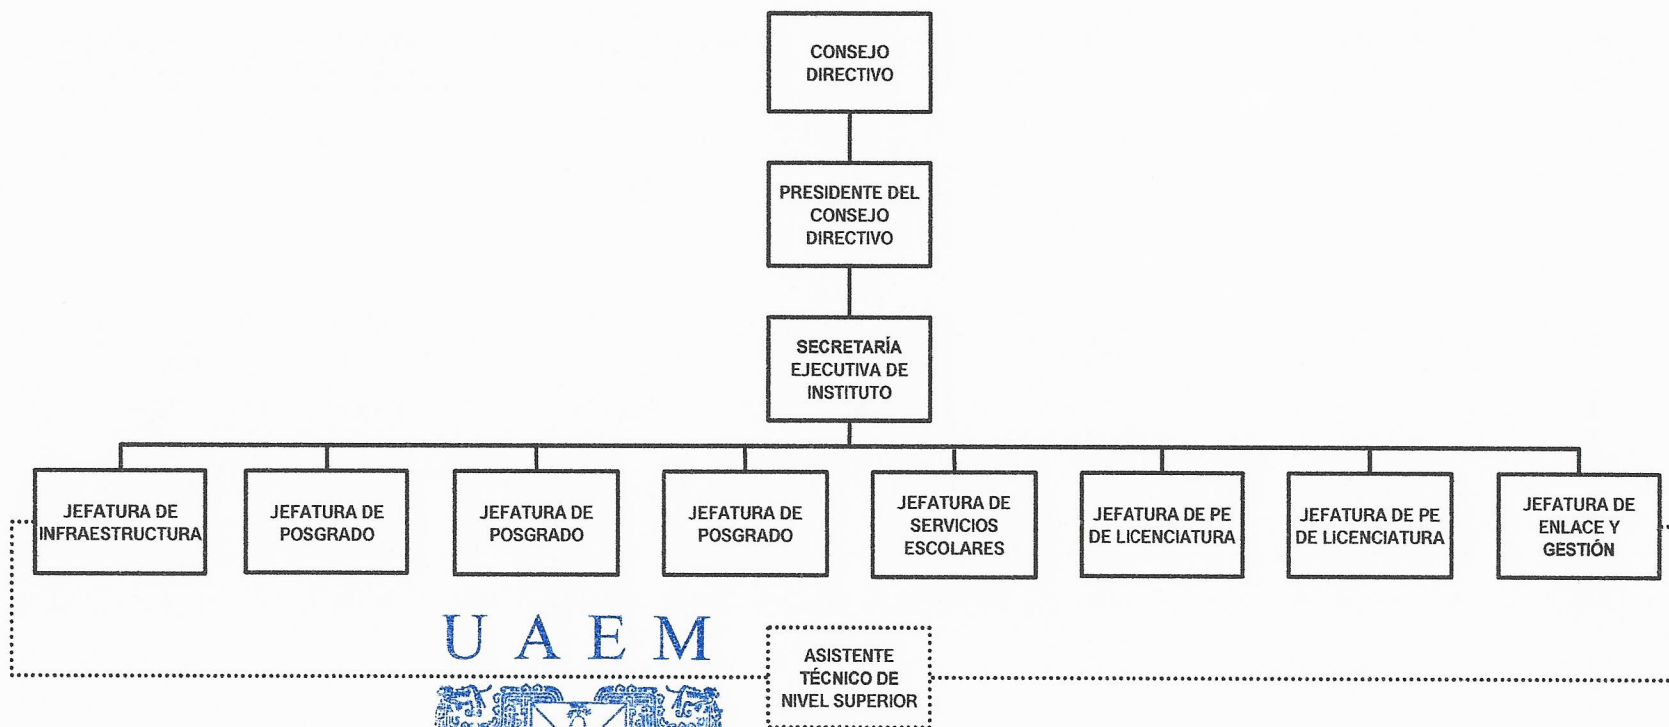 CONSEJO
DIRECTIVO
PRESIDENTE DEL
CONSEJO
DIRECTIVO
SECRETARÍA
EJECUTIVA DE
INSTITUTO
JEFATURA DE
INFRAESTRUCTURA
JEFATURA DE
POSGRADO
JEFATURA DE
POSGRADO
JEFATURA DE
POSGRADO
JEFATURA DE
SERVICIOS
ESCOLARES
JEFATURA DE PE
DE LICENCIATURA
JEFATURA DE PE
DE LICENCIATURA
JEFATURA DE
ENLACE Y
GESTIÓN
UAEM
ASISTENTE
TÉCNICO DE
NIVEL SUPERIOR